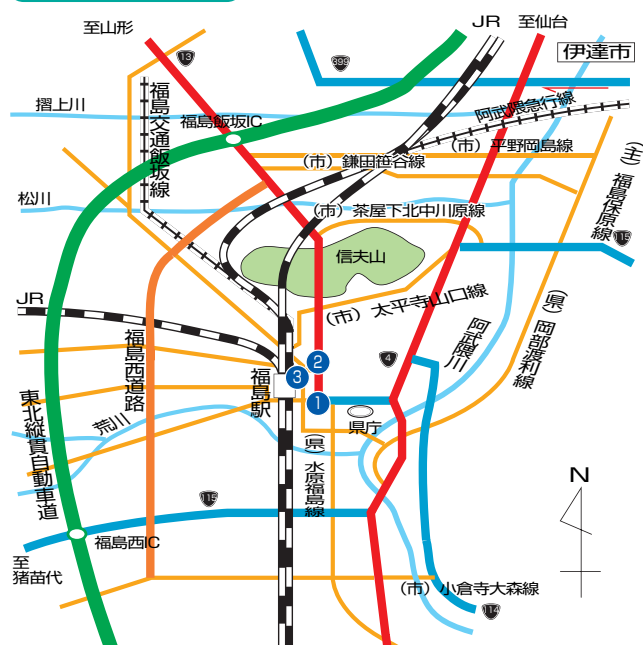 至山形
JR
至仙台
伊達市
13
399
摺上川
福島交通飯坂線
福島飯坂IC
阿武隈急行線
(市)平野岡島線
(市)鎌田笹谷線
(主)福島保原線
松川
(市)茶屋下北中川原線
115
信夫山
JR
(市)太平寺山口線
(県)岡部渡利線
阿武隈川
福島西道路
4
2
3
福島駅
1
県庁
東北縦貫自動車道
荒川
(県)水原福島線
N
115
福島西IC
至
猪苗代
(市)小倉寺大森線
114